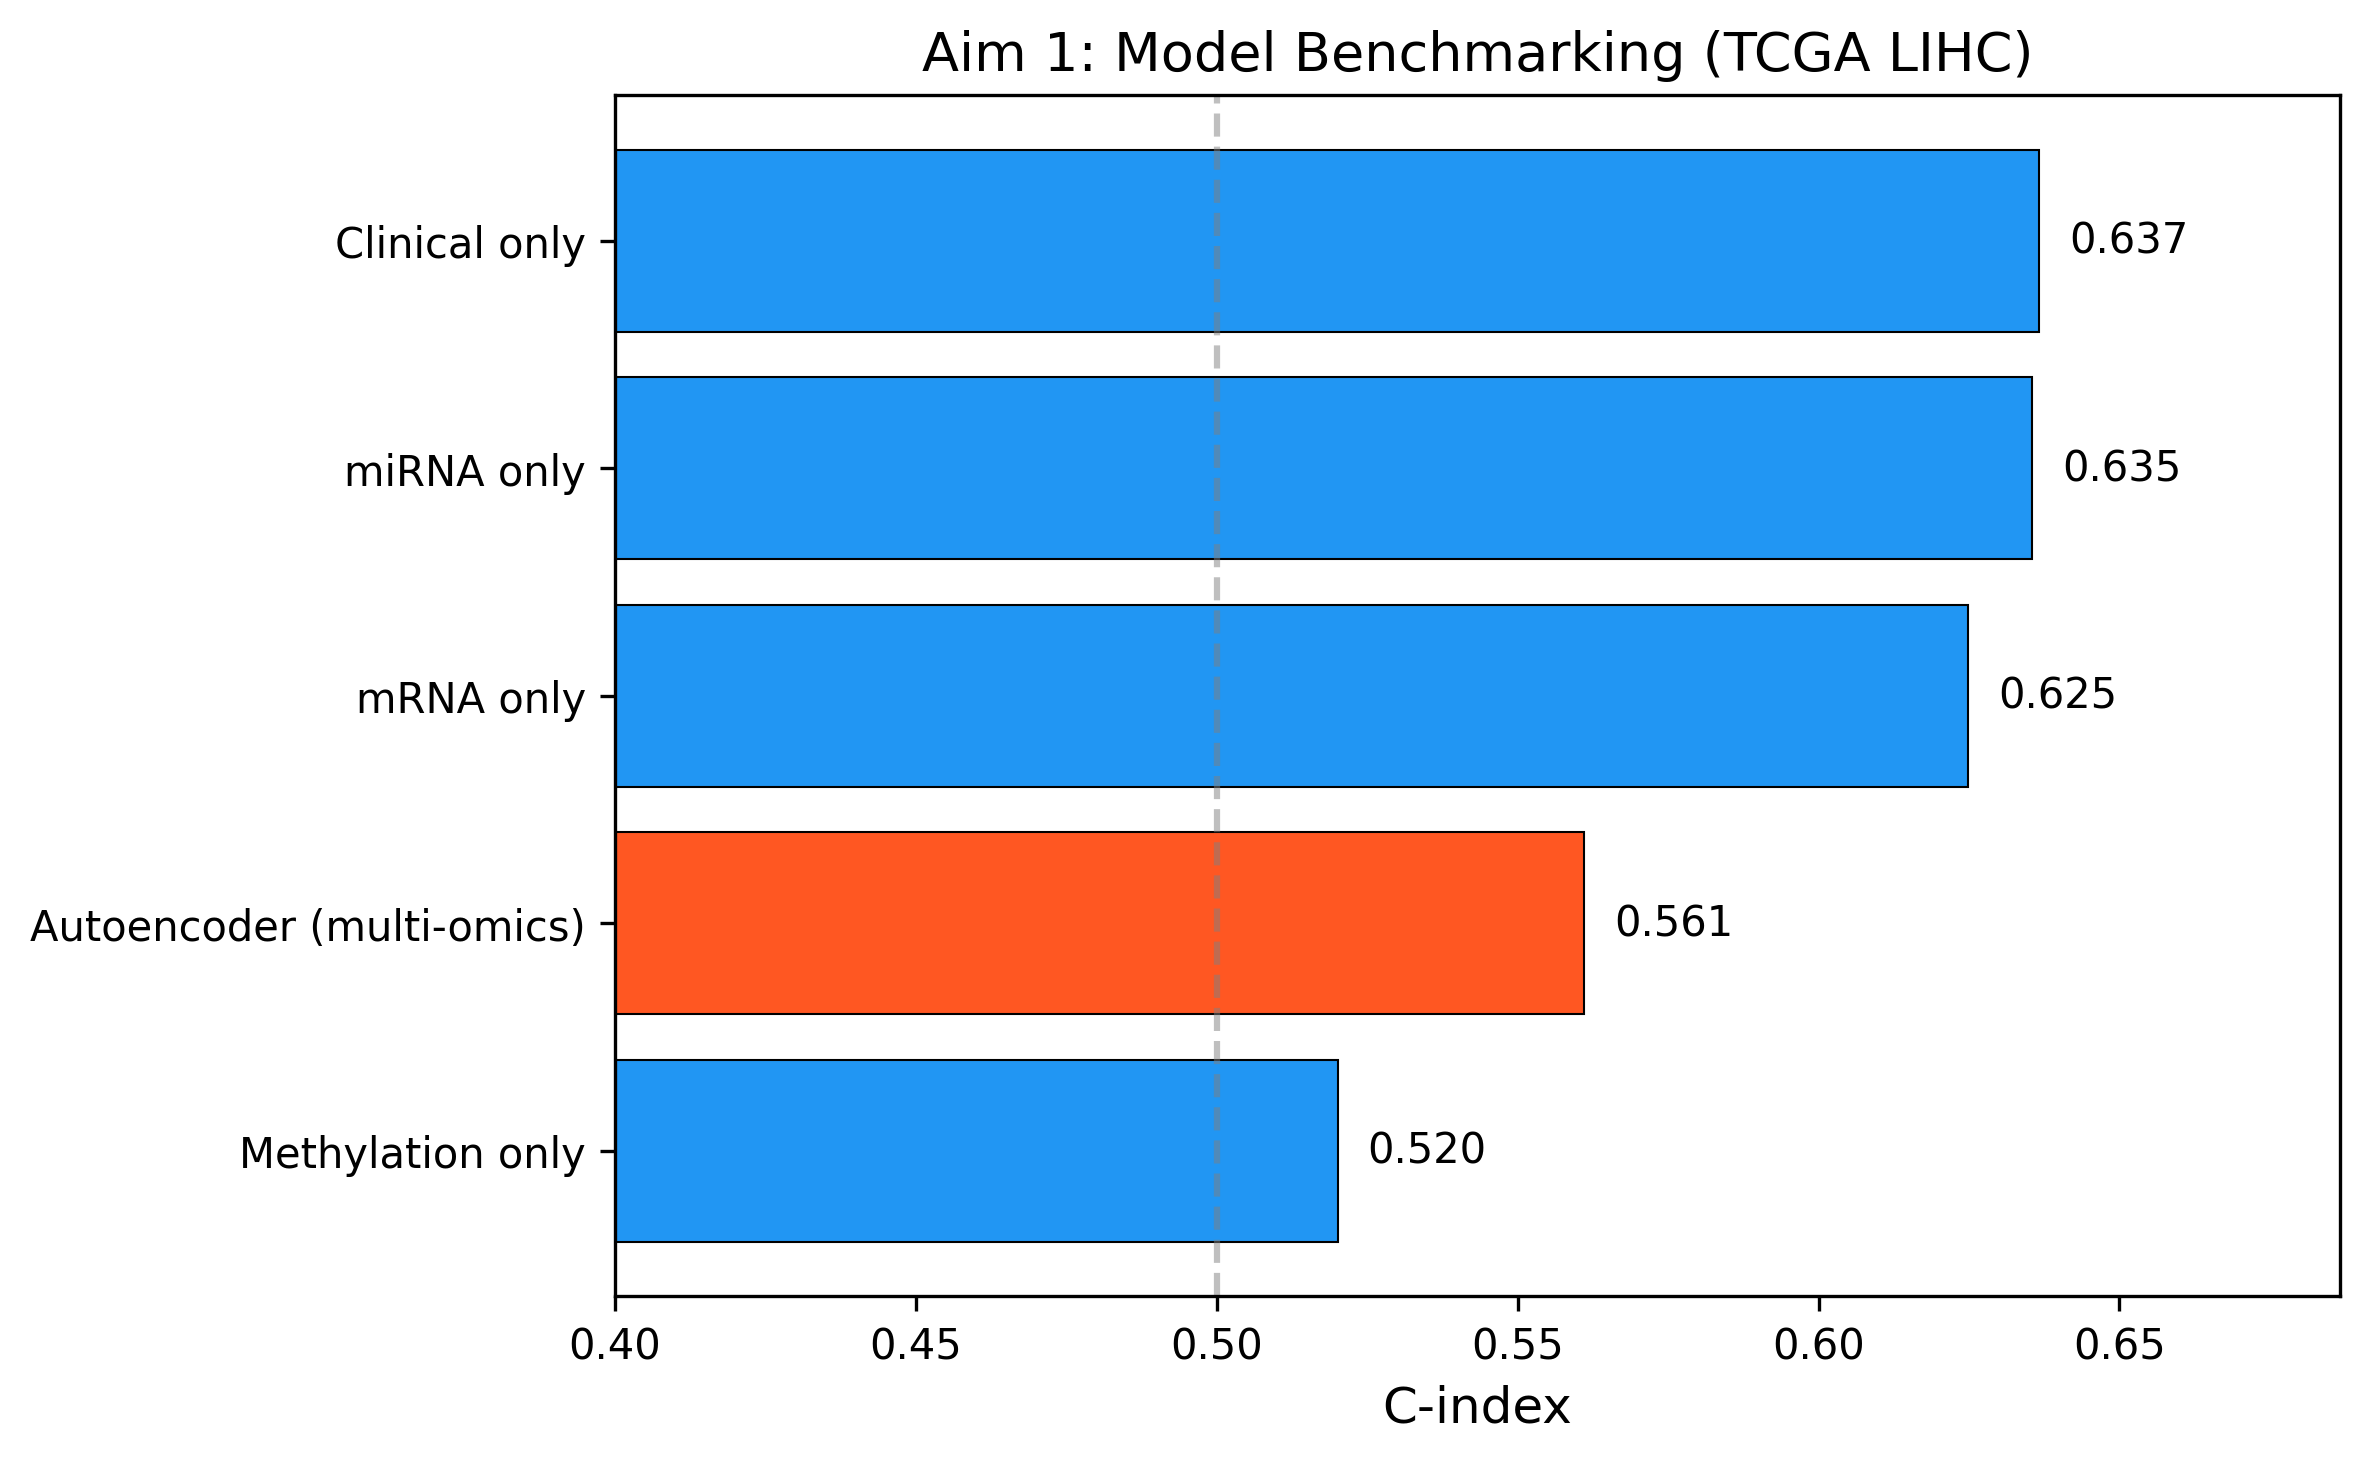 Aim 1: Model Benchmarking (TCGA LIHC)
Clinical only
0.637
miRNA only
0.635
mRNA only
0.625
Autoencoder (multi-omics)
0.561
Methylation only
0.520
0.40 0.45 0.50 0.55 0.60 0.65
C-index